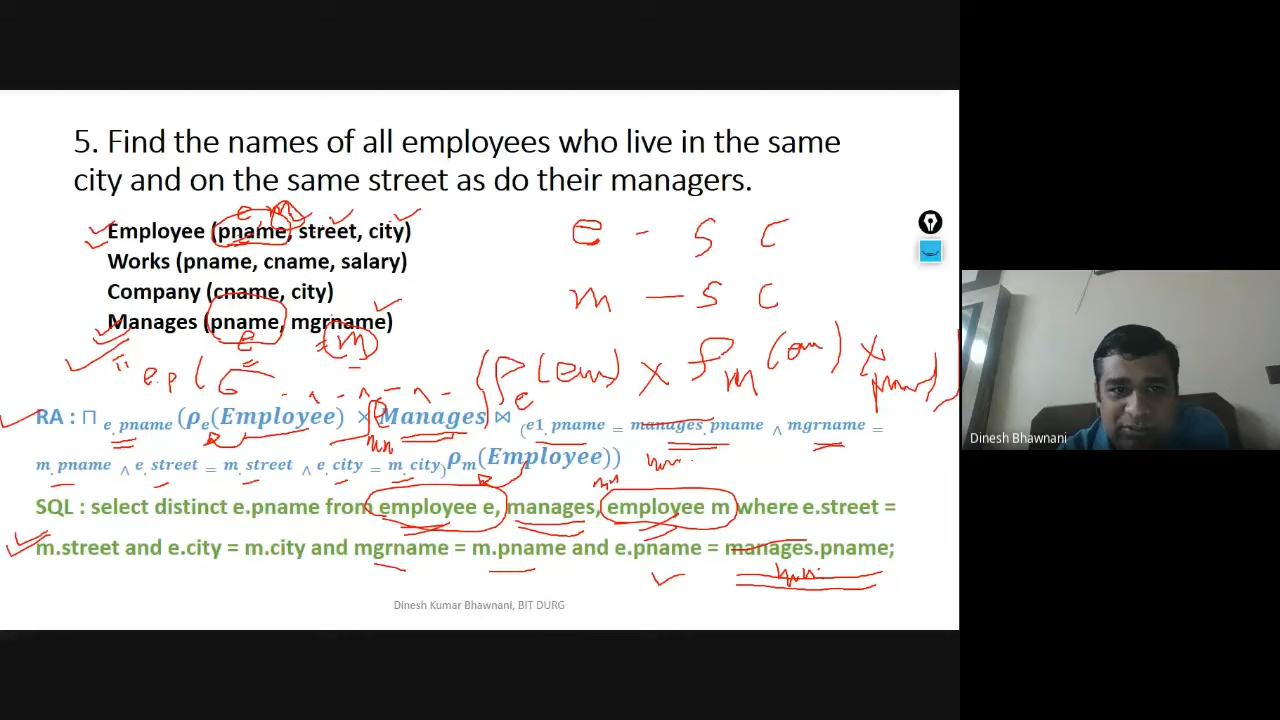 5. Find the names of all employees who live in the same
city and on the same street as do their managers.
e m
Employee (pname, street, city)
e - s c
Works (pname, cname, salary)
Company (cname, city)
m - s c
Manages (pname, mgrname)
e m
e.p (σ
{ρe(em) × ρm(em) ×
RA : Π e.pname (ρe(Employee) × Manages ⋈ (e1.pname = manages.pname ∧ mgrname =
m.pname ∧ e.street = m.street ∧ e.city = m.city) ρm(Employee))
SQL : select distinct e.pname from employee e, manages, employee m where e.street =
m.street and e.city = m.city and mgrname = m.pname and e.pname = manages.pname;
Dinesh Kumar Bhawnani, BIT DURG
Dinesh Bhawnani